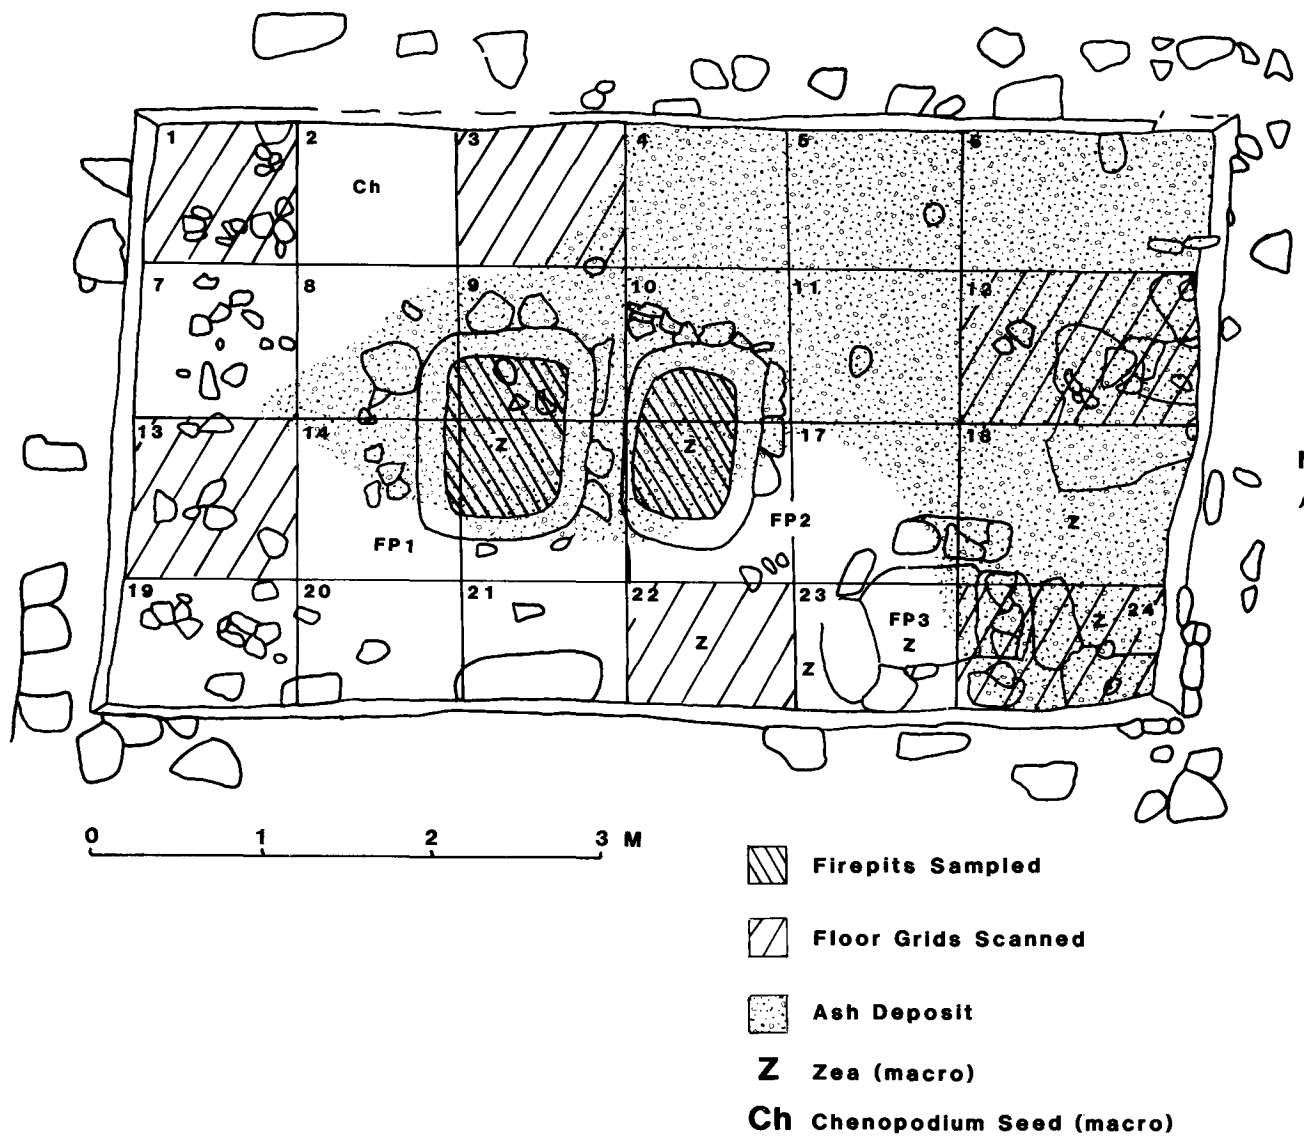 1 2 3 4 5 6
Ch
7 8 9 10 11 12
13 14 17 18
Z Z Z
FP1 FP2
19 20 21 22 23 24
FP3
Z Z Z Z
0 1 2 3 M
Firepits Sampled
Floor Grids Scanned
Ash Deposit
Z Zea (macro)
Ch Chenopodium Seed (macro)